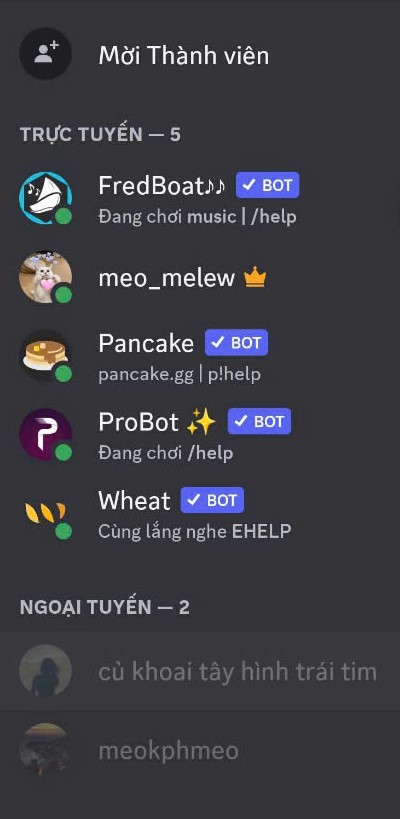 Mời Thành viên
TRỰC TUYẾN — 5
FredBoat♪♪ ✓ BOT
Đang chơi music | /help
meo_melew
Pancake ✓ BOT
pancake.gg | p!help
ProBot ✨ ✓ BOT
Đang chơi /help
Wheat ✓ BOT
Cùng lắng nghe EHELP
NGOẠI TUYẾN — 2
củ khoai tây hình trái tim
meokphmeo